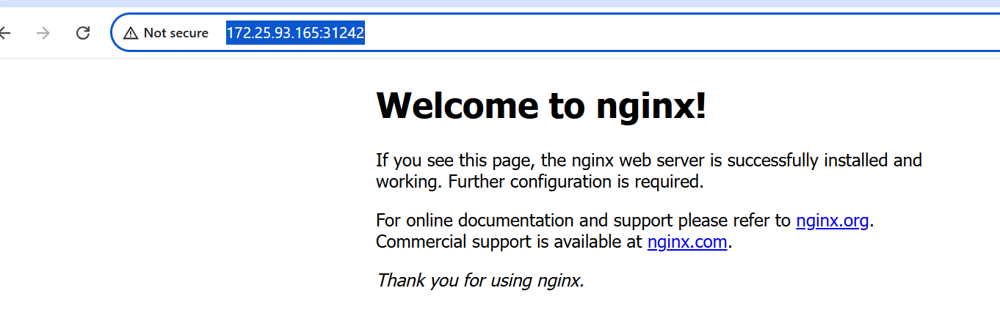 Not secure 172.25.93.165:31242
Welcome to nginx!
If you see this page, the nginx web server is successfully installed and
working. Further configuration is required.
For online documentation and support please refer to nginx.org.
Commercial support is available at nginx.com.
Thank you for using nginx.